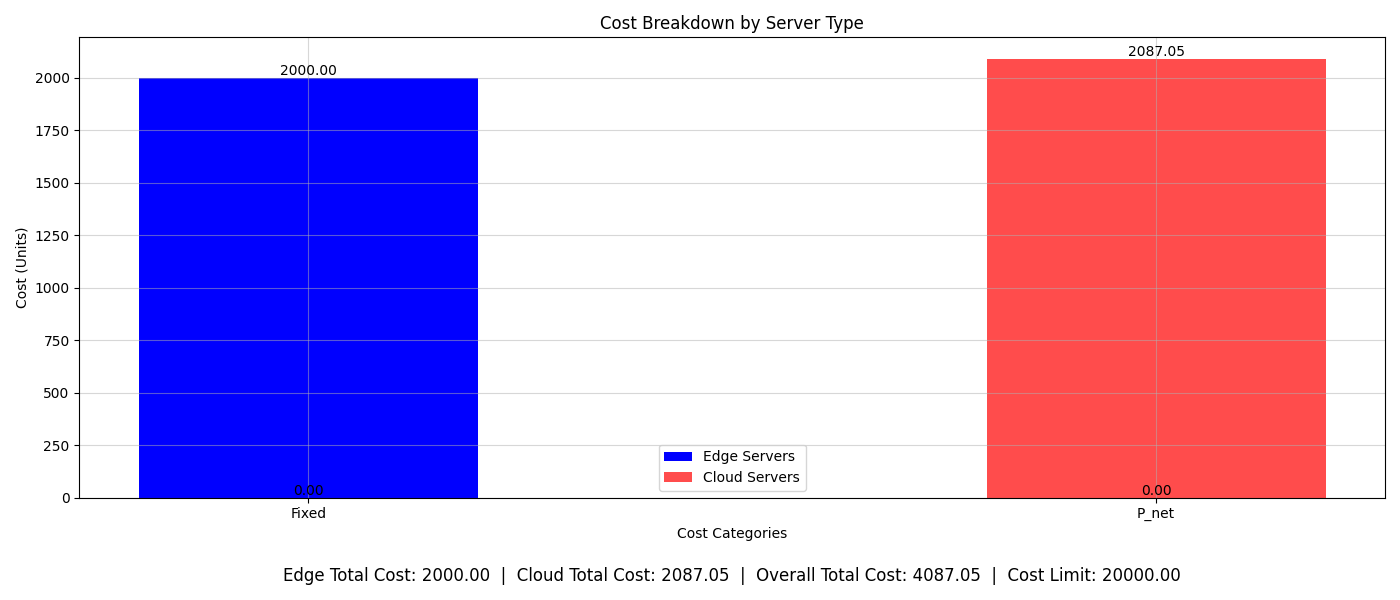 Cost Breakdown by Server Type
2087.05
2000.00
2000
1750
1500
1250
1000
750
500
250
0
Cost (Units)
Edge Servers
Cloud Servers
0.00
0.00
Fixed
P_net
Cost Categories
Edge Total Cost: 2000.00 | Cloud Total Cost: 2087.05 | Overall Total Cost: 4087.05 | Cost Limit: 20000.00